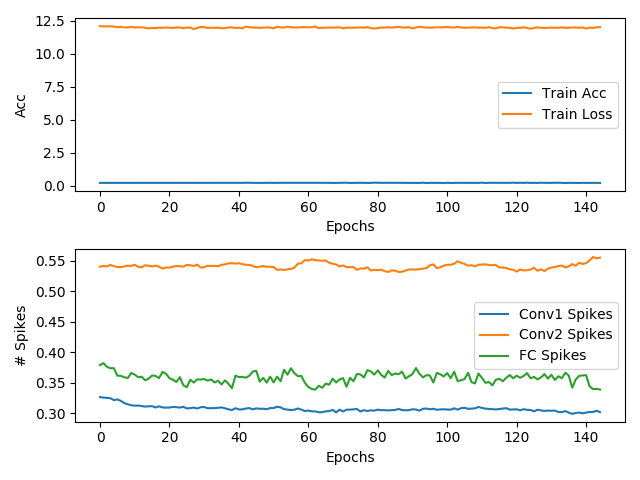 12.5
10.0
7.5
5.0
2.5
0.0
Acc
Train Acc
Train Loss
0 20 40 60 80 100 120 140
Epochs
0.55
0.50
0.45
0.40
0.35
0.30
# Spikes
Conv1 Spikes
Conv2 Spikes
FC Spikes
0 20 40 60 80 100 120 140
Epochs